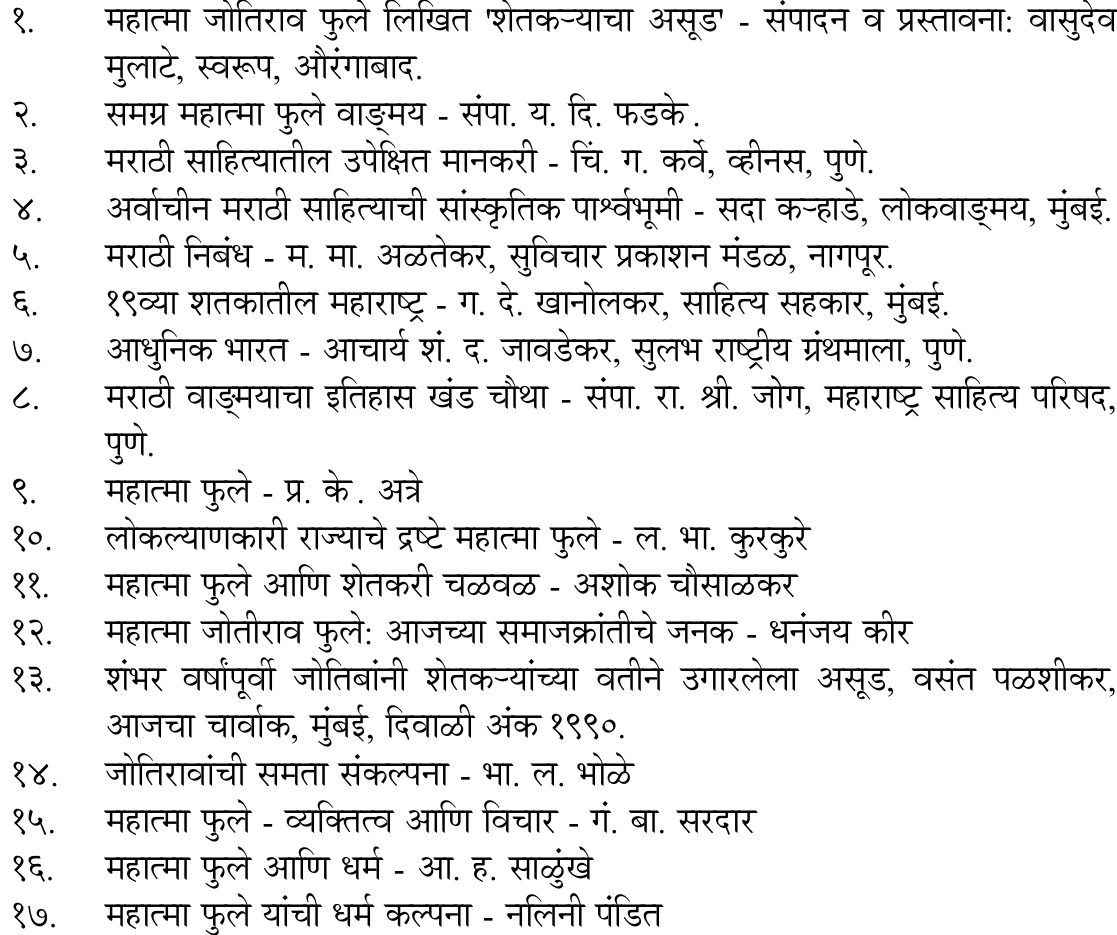 १. महात्मा जोतिराव फुले लिखित 'शेतकऱ्याचा असूड' - संपादन व प्रस्तावना: वासुदेव
मुलाटे, स्वरूप, औरंगाबाद.
२. समग्र महात्मा फुले वाङ्मय - संपा. य. दि. फडके.
३. मराठी साहित्यातील उपेक्षित मानकरी - चिं. ग. कर्वे, व्हीनस, पुणे.
४. अर्वाचीन मराठी साहित्याची सांस्कृतिक पार्श्वभूमी - सदा कऱ्हाडे, लोकवाङ्मय, मुंबई.
५. मराठी निबंध - म. मा. अळतेकर, सुविचार प्रकाशन मंडळ, नागपूर.
६. १९व्या शतकातील महाराष्ट्र - ग. दे. खानोलकर, साहित्य सहकार, मुंबई.
७. आधुनिक भारत - आचार्य शं. द. जावडेकर, सुलभ राष्ट्रीय ग्रंथमाला, पुणे.
८. मराठी वाङ्मयाचा इतिहास खंड चौथा - संपा. रा. श्री. जोग, महाराष्ट्र साहित्य परिषद,
पुणे.
९. महात्मा फुले - प्र. के. अत्रे
१०. लोकल्याणकारी राज्याचे द्रष्टे महात्मा फुले - ल. भा. कुरकुरे
११. महात्मा फुले आणि शेतकरी चळवळ - अशोक चौसाळकर
१२. महात्मा जोतीराव फुले: आजच्या समाजक्रांतीचे जनक - धनंजय कीर
१३. शंभर वर्षांपूर्वी जोतिबांनी शेतकऱ्यांच्या वतीने उगारलेला असूड, वसंत पळशीकर,
आजचा चार्वाक, मुंबई, दिवाळी अंक १९९०.
१४. जोतिरावांची समता संकल्पना - भा. ल. भोळे
१५. महात्मा फुले - व्यक्तित्व आणि विचार - गं. बा. सरदार
१६. महात्मा फुले आणि धर्म - आ. ह. साळुंखे
१७. महात्मा फुले यांची धर्म कल्पना - नलिनी पंडित